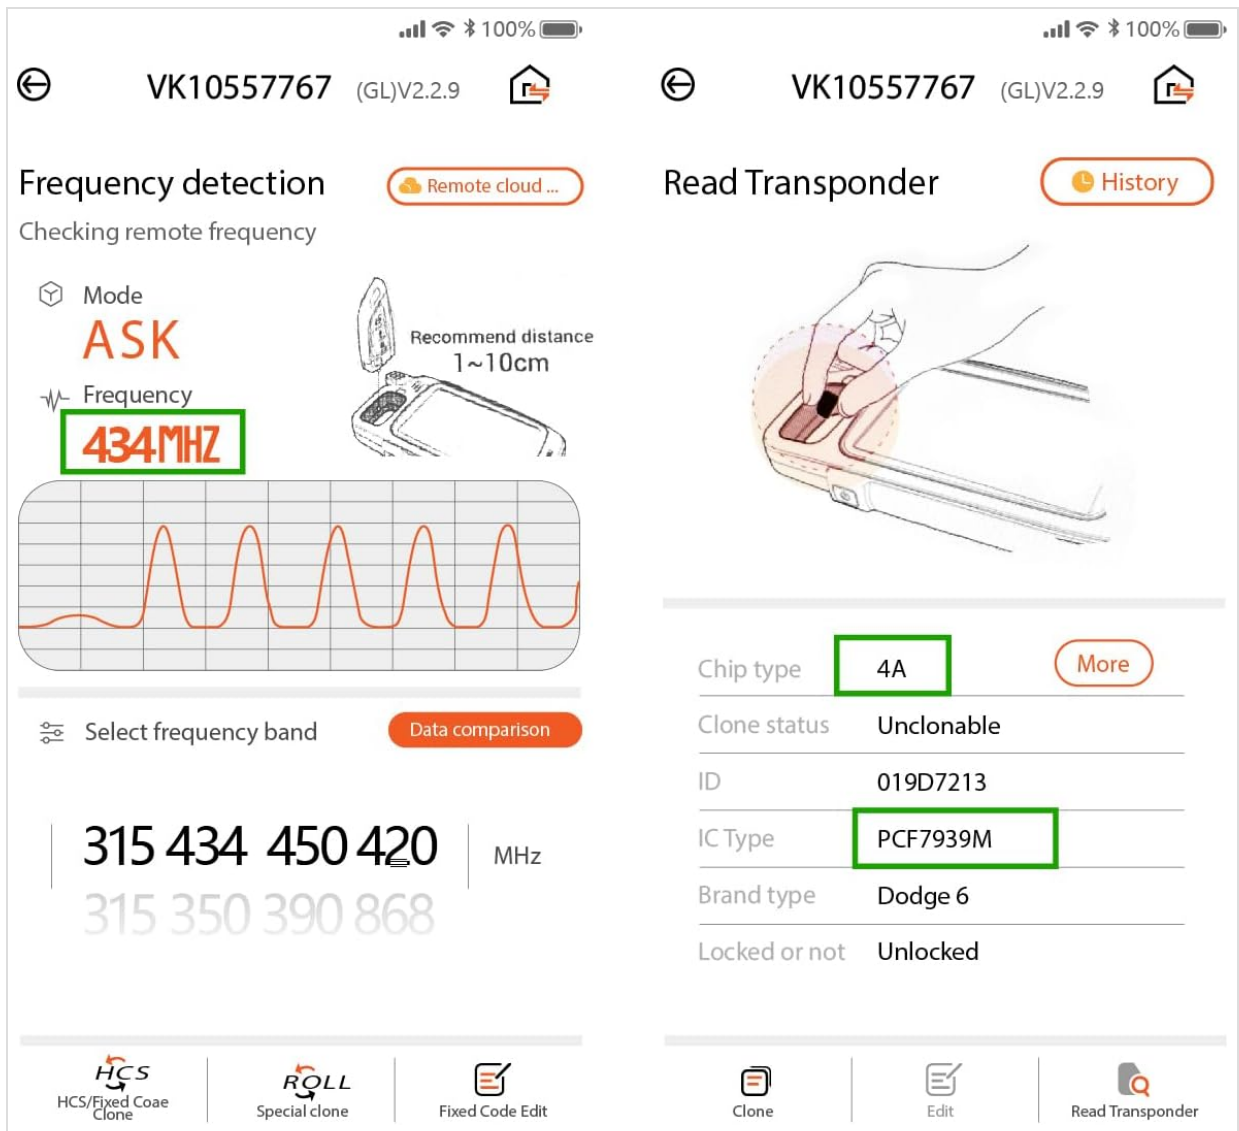 100%
VK10557767 (GL)V2.2.9
Frequency detection
Remote cloud ...
Checking remote frequency
Mode
ASK
Recommend distance
1~10cm
Frequency
434MHZ
Select frequency band
Data comparison
315 434 450 420
MHz
315 350 390 868
HCS
HCS/Fixed Coae
Clone
ROLL
Special clone
Fixed Code Edit
100%
VK10557767 (GL)V2.2.9
Read Transponder
History
Chip type 4A
More
Clone status Unclonable
ID 019D7213
IC Type PCF7939M
Brand type Dodge 6
Locked or not Unlocked
Clone
Edit
Read Transponder